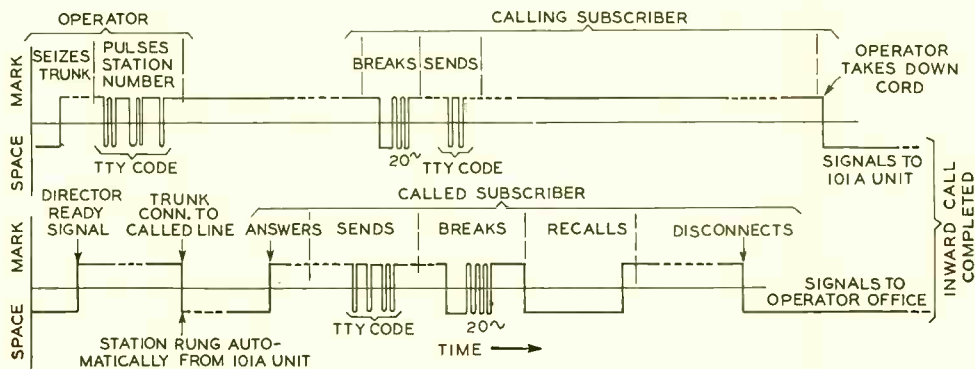 OPERATOR
CALLING SUBSCRIBER
SEIZES
TRUNK
PULSES
STATION
NUMBER
BREAKS
SENDS
OPERATOR
TAKES DOWN
CORD
MARK
SPACE
TTY CODE
20~
TTY CODE
SIGNALS TO
101A UNIT
DIRECTOR
READY
SIGNAL
TRUNK
CONN. TO
CALLED LINE
CALLED SUBSCRIBER
ANSWERS
SENDS
BREAKS
RECALLS
DISCONNECTS
MARK
SPACE
TTY CODE
20~
SIGNALS TO
OPERATOR OFFICE
INWARD CALL
COMPLETED
STATION RUNG AUTO-
MATICALLY FROM 101A UNIT
TIME